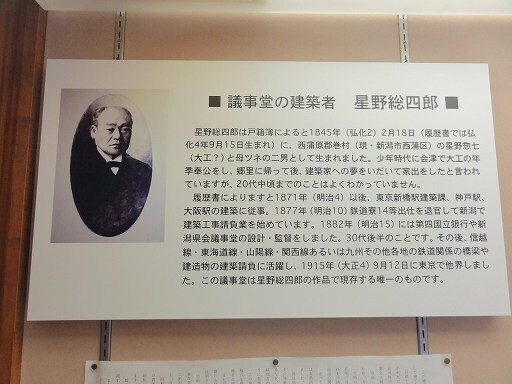 ■ 議事堂の建築者　星野総四郎 ■
星野総四郎は戸籍簿によると1845年（弘化2）2月18日（履歴書では弘
化4年9月15日生まれ）に、西蒲原郡巻村（現・新潟市西蒲区）の星野惣七
（大工？）と母ツネの二男として生まれました。少年時代に会津で大工の年
季奉公をし、郷里に帰って後、建築家への夢をいだいて家出をしたと言われ
ていますが、20代中頃までのことはよくわかっていません。
履歴書によりますと1871年（明治4）以後、東京新橋駅建築課、神戸駅、
大阪駅の建築に従事。1877年（明治10）鉄道寮14等出仕を退官して新潟で
建築工事請負業を始めています。1882年（明治15）には第四国立銀行や新
潟県会議事堂の設計・監督をしました。30代後半のことです。その後、信越
線・東海道線・山陽線・関西線あるいは九州その他各地の鉄道関係の橋梁や
建造物の建築請負に活躍し、1915年（大正4）9月12日に東京で他界しまし
た。この議事堂は星野総四郎の作品で現存する唯一のものです。